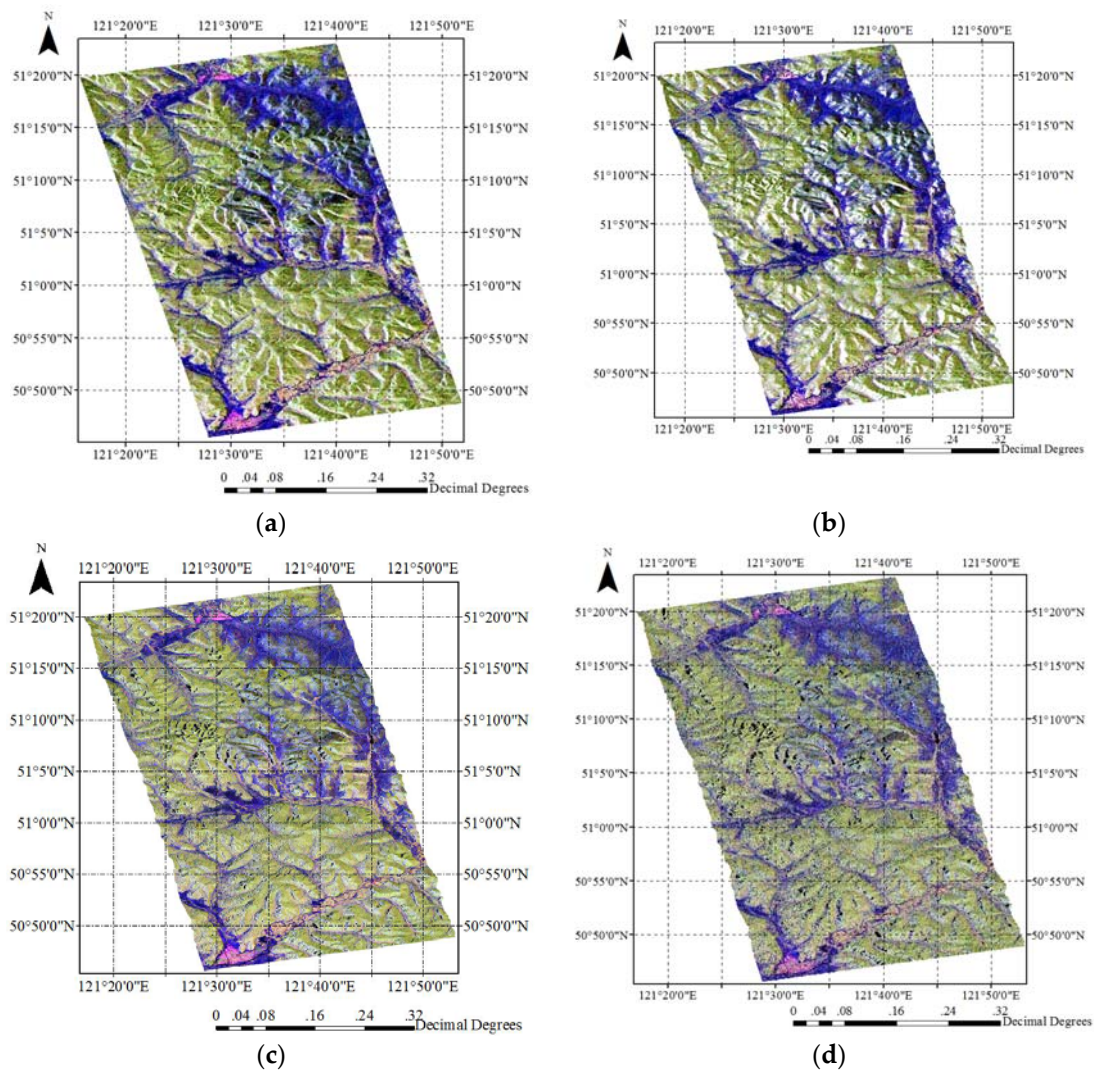 N
121°20'0"E 121°30'0"E 121°40'0"E
51°20'0"N 51°20'0"N
51°15'0"N 51°15'0"N
51°10'0"N 51°10'0"N
51°5'0"N 51°5'0"N
51°0'0"N 51°0'0"N
50°55'0"N 50°55'0"N
50°50'0"N 50°50'0"N
121°20'0"E 121°30'0"E 121°40'0"E 121°50'0"E
0 .04 .08 .16 .24 .32
Decimal Degrees
(a)
N
121°20'0"E 121°30'0"E 121°40'0"E 121°50'0"E
51°20'0"N 51°20'0"N
51°15'0"N 51°15'0"N
51°10'0"N 51°10'0"N
51°5'0"N 51°5'0"N
51°0'0"N 51°0'0"N
50°55'0"N 50°55'0"N
50°50'0"N 50°50'0"N
121°20'0"E 121°30'0"E 121°40'0"E 121°50'0"E
0 .04 .08 .16 .24 .32
Decimal Degrees
(b)
N
121°20'0"E 121°30'0"E 121°40'0"E 121°50'0"E
51°20'0"N 51°20'0"N
51°15'0"N 51°15'0"N
51°10'0"N 51°10'0"N
51°5'0"N 51°5'0"N
51°0'0"N 51°0'0"N
50°55'0"N 50°55'0"N
50°50'0"N 50°50'0"N
121°20'0"E 121°30'0"E 121°40'0"E 121°50'0"E
0 .04 .08 .16 .24 .32
Decimal Degrees
(c)
N
121°20'0"E 121°30'0"E 121°40'0"E 121°50'0"E
51°20'0"N 51°20'0"N
51°15'0"N 51°15'0"N
51°10'0"N 51°10'0"N
51°5'0"N 51°5'0"N
51°0'0"N 51°0'0"N
50°55'0"N 50°55'0"N
50°50'0"N 50°50'0"N
121°20'0"E 121°30'0"E 121°40'0"E 121°50'0"E
0 .04 .08 .16 .24 .32
Decimal Degrees
(d)